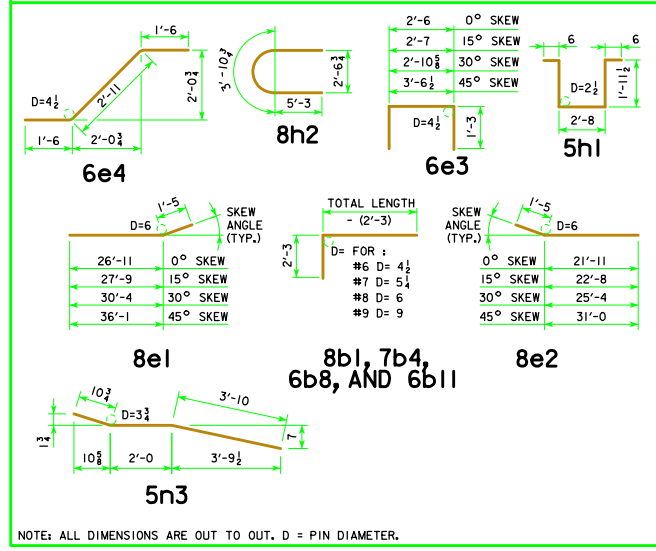 1'-6
D=4½
2'-11
2'-0¾
1'-6
2'-0¾
6e4
3'-10¾
2'-6¾
5'-3
8h2
2'-6 0° SKEW
2'-7 15° SKEW
2'-10⅝ 30° SKEW
3'-6½ 45° SKEW
D=4½
1'-3
6e3
6
6
D=2½
1'-11½
2'-8
5h1
1'-5
D=6
SKEW
ANGLE
(TYP.)
26'-11 0° SKEW
27'-9 15° SKEW
30'-4 30° SKEW
36'-1 45° SKEW
8e1
TOTAL LENGTH
- (2'-3)
2'-3
D= FOR :
#6 D= 4½
#7 D= 5¼
#8 D= 6
#9 D= 9
8b1, 7b4,
6b8, AND 6b11
1'-5
SKEW
ANGLE
(TYP.)
D=6
0° SKEW 21'-11
15° SKEW 22'-8
30° SKEW 25'-4
45° SKEW 31'-0
8e2
10¾
D=3¾
3'-10
1¾
7
10⅝
2'-0
3'-9½
5n3
NOTE: ALL DIMENSIONS ARE OUT TO OUT. D = PIN DIAMETER.